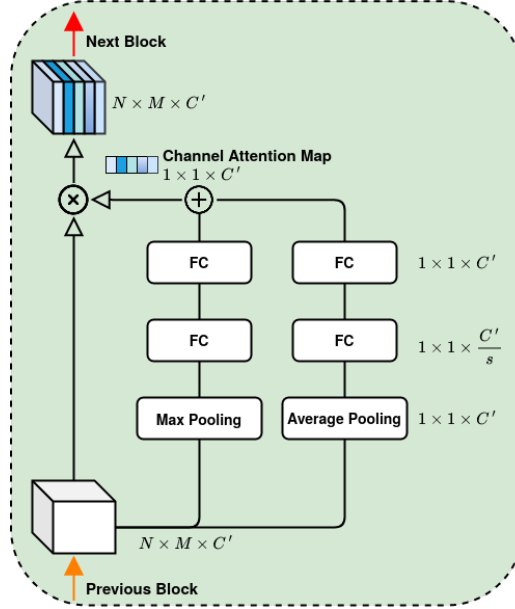 Next Block
N × M × C′
Channel Attention Map
1 × 1 × C′
FC FC 1 × 1 × C′
FC FC 1 × 1 × C′/s
Max Pooling Average Pooling 1 × 1 × C′
N × M × C′
Previous Block